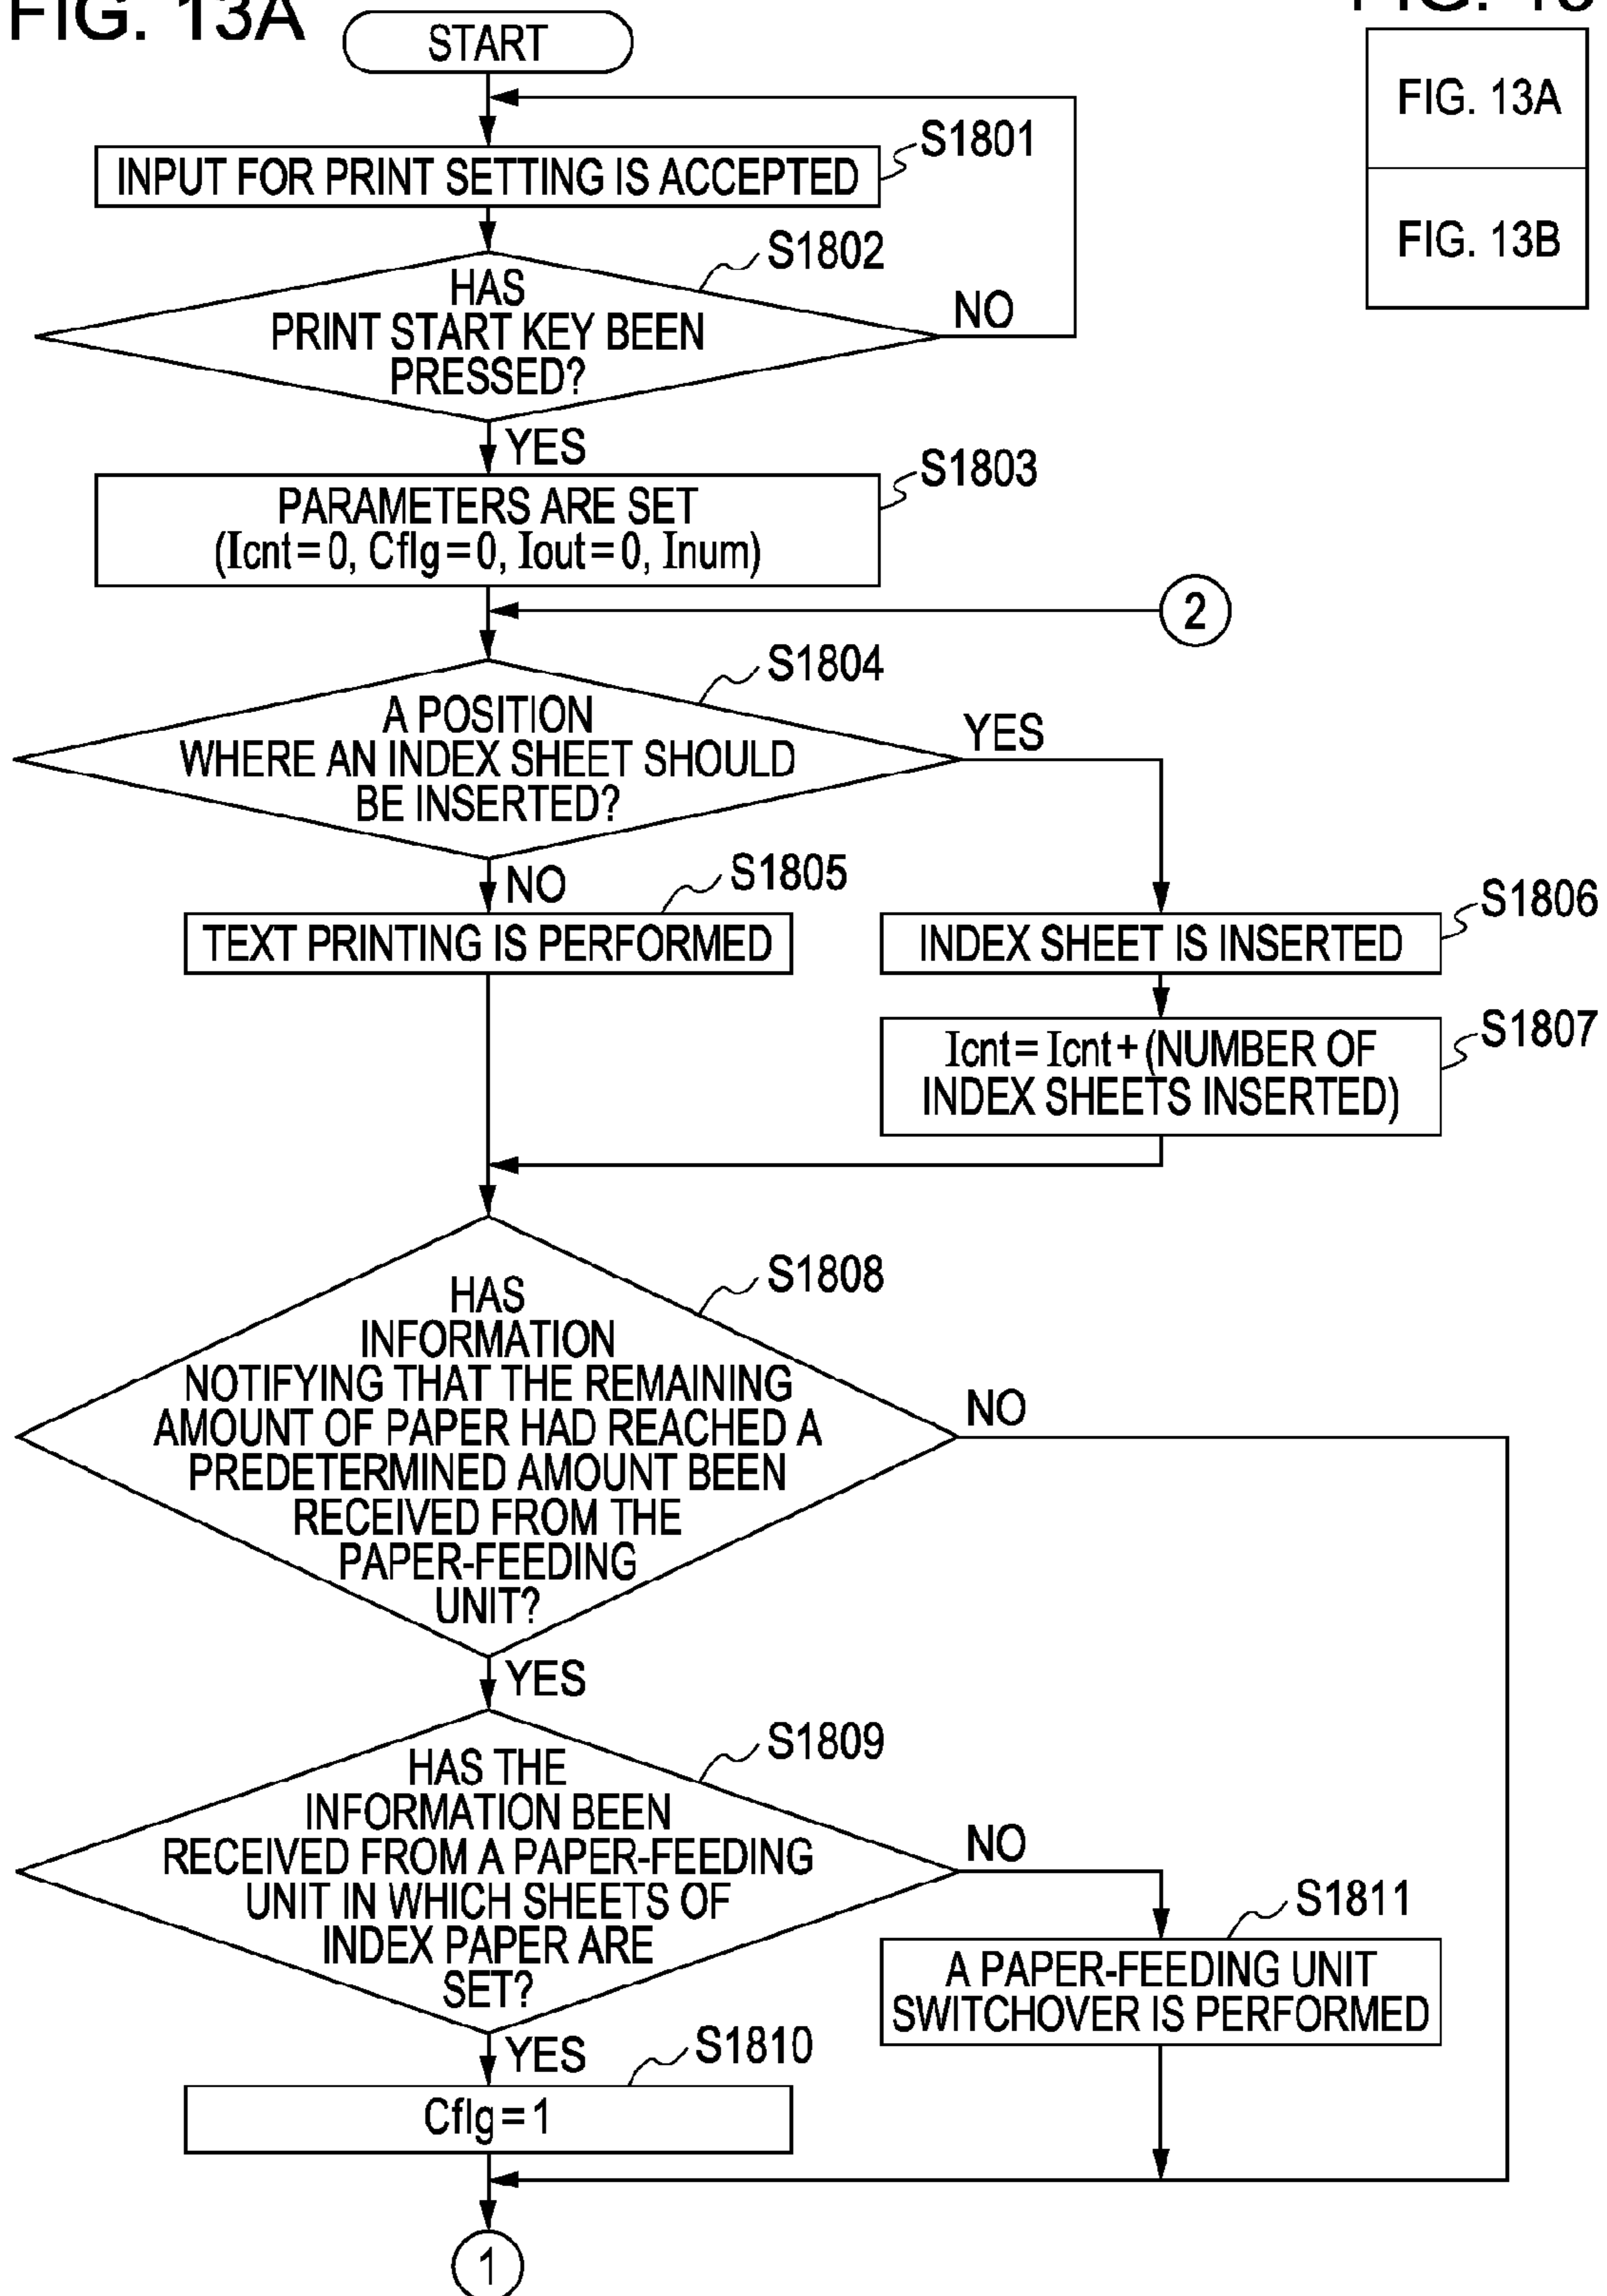 FIG. 13A
FIG. 13
FIG. 13A
FIG. 13B
START
INPUT FOR PRINT SETTING IS ACCEPTED
S1801
HAS
PRINT START KEY BEEN
PRESSED?
S1802
NO
YES
PARAMETERS ARE SET
(Icnt=0, Cflg=0, Iout=0, Inum)
S1803
2
A POSITION
WHERE AN INDEX SHEET SHOULD
BE INSERTED?
S1804
YES
NO
TEXT PRINTING IS PERFORMED
S1805
INDEX SHEET IS INSERTED
S1806
Icnt=Icnt+(NUMBER OF
INDEX SHEETS INSERTED)
S1807
HAS
INFORMATION
NOTIFYING THAT THE REMAINING
AMOUNT OF PAPER HAD REACHED A
PREDETERMINED AMOUNT BEEN
RECEIVED FROM THE
PAPER-FEEDING
UNIT?
S1808
NO
YES
HAS THE
INFORMATION BEEN
RECEIVED FROM A PAPER-FEEDING
UNIT IN WHICH SHEETS OF
INDEX PAPER ARE
SET?
S1809
NO
YES
A PAPER-FEEDING UNIT
SWITCHOVER IS PERFORMED
S1811
Cflg=1
S1810
1